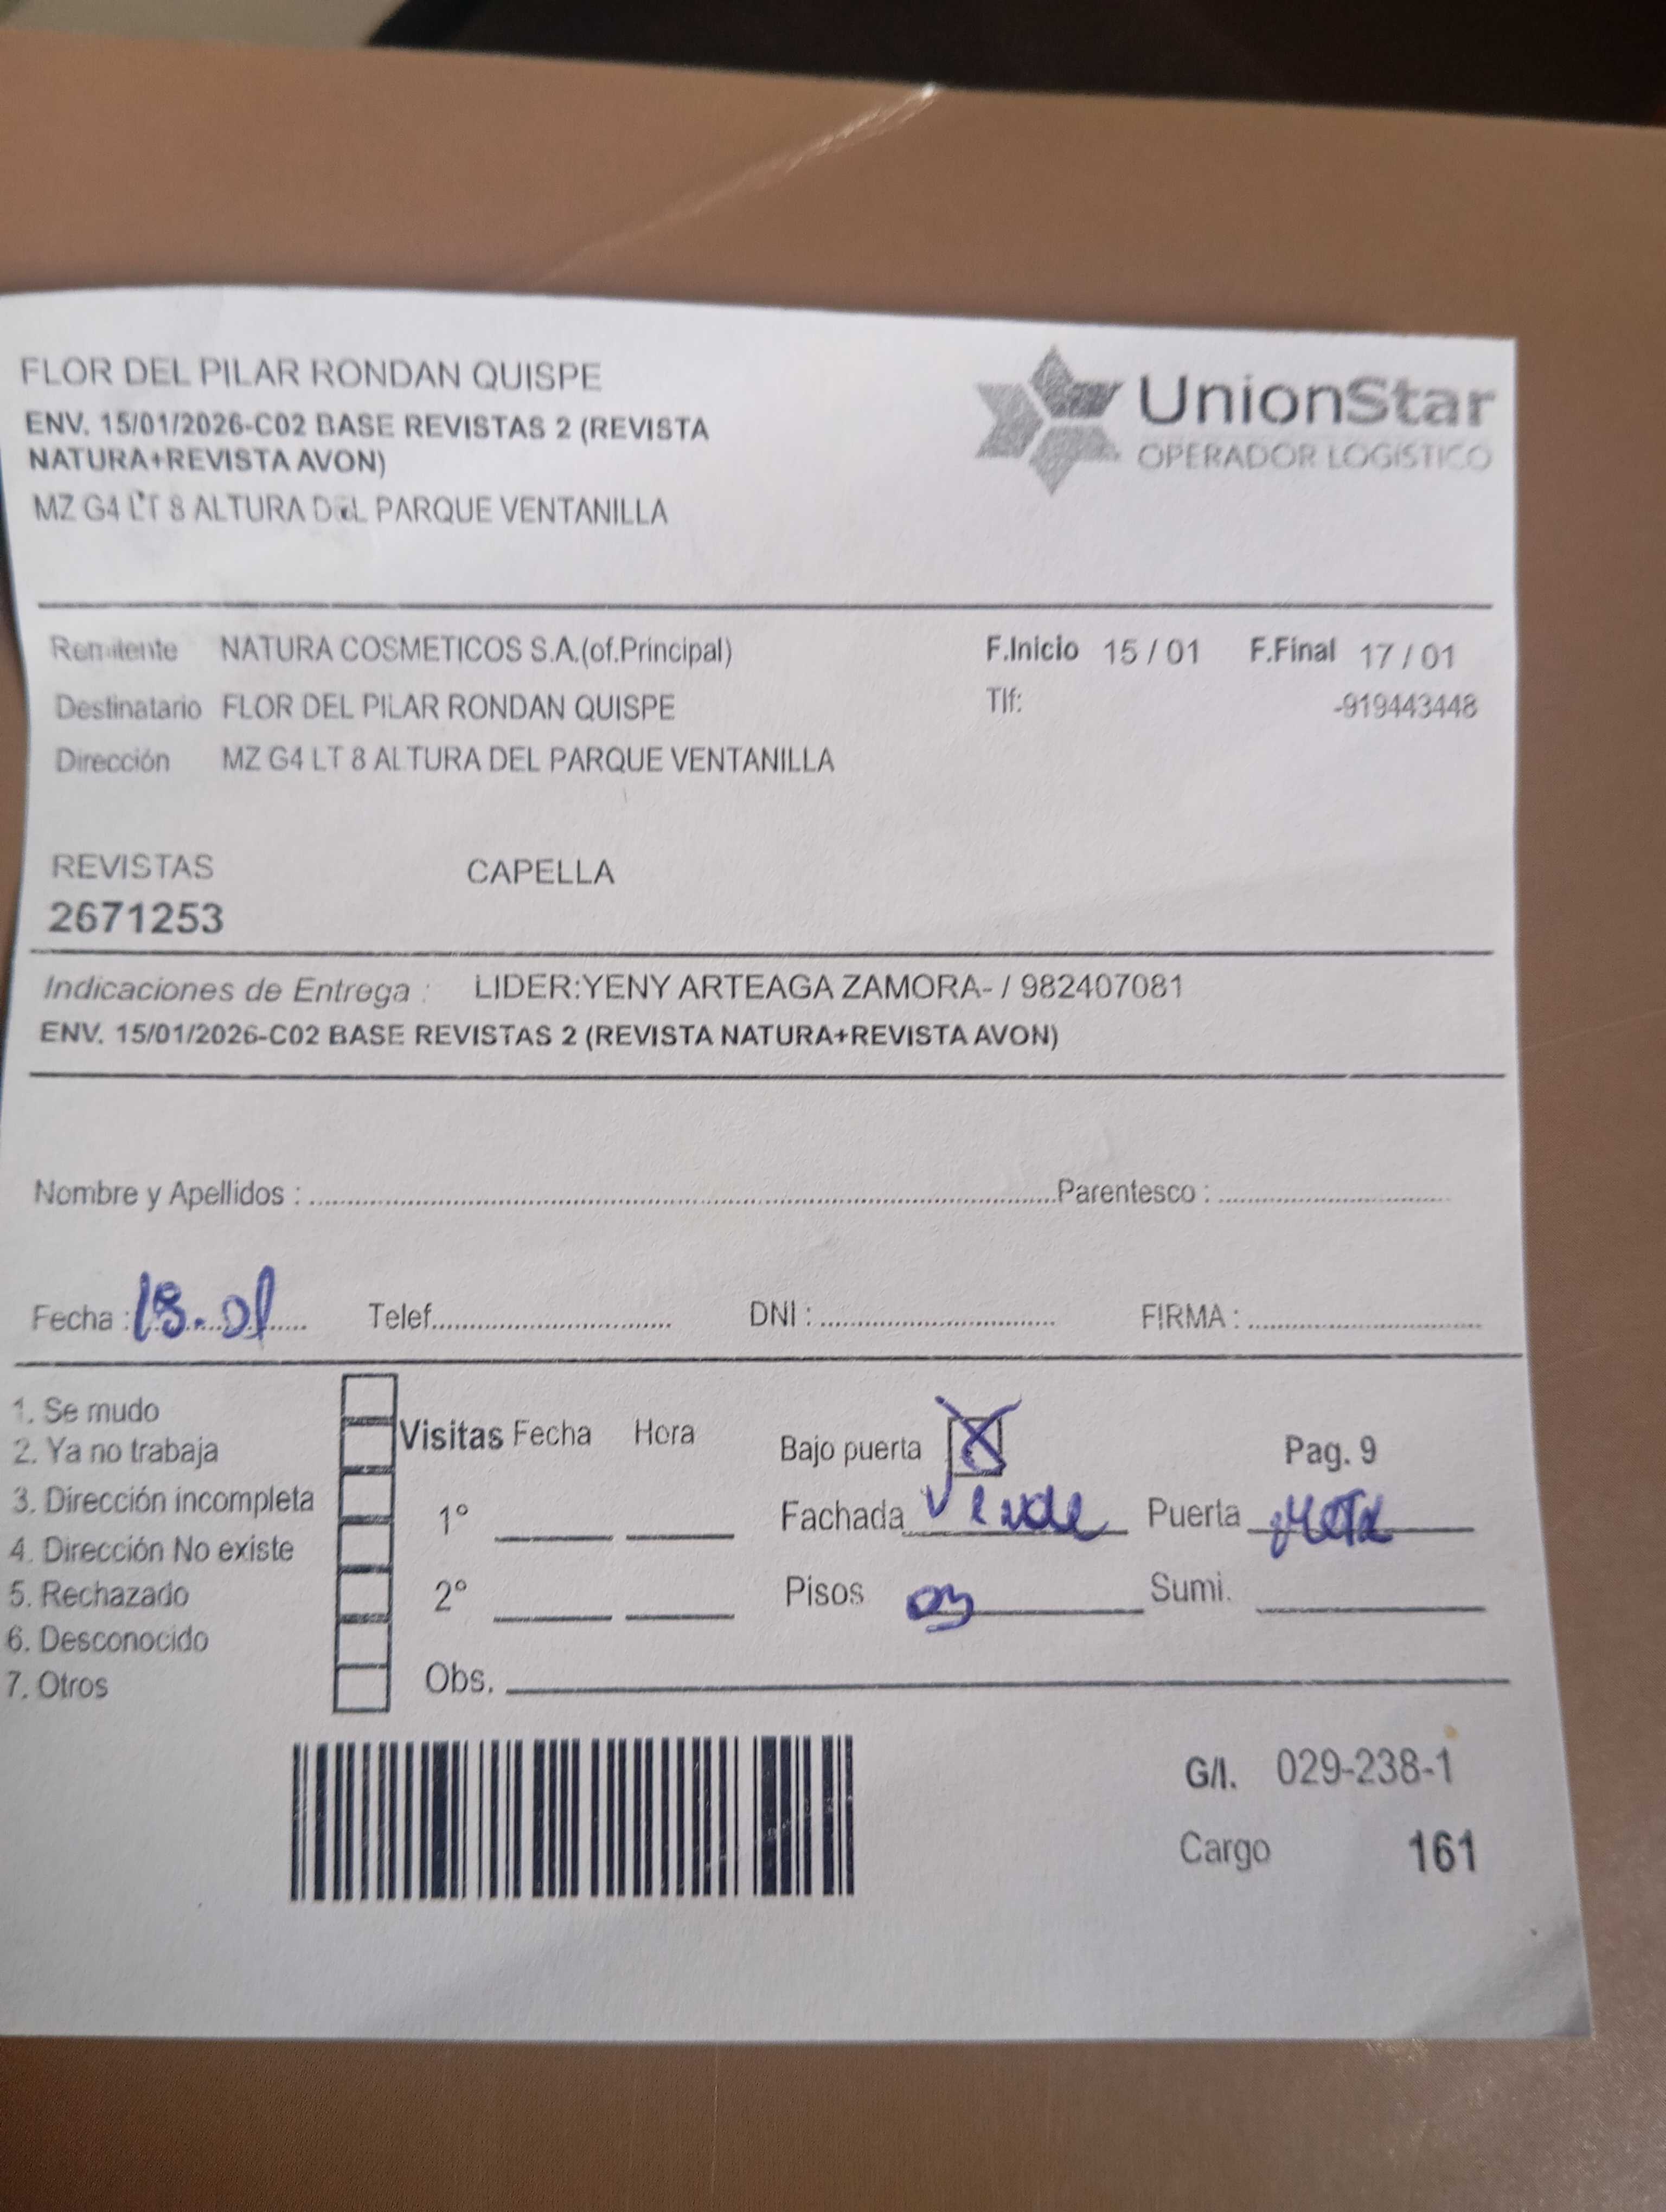 FLOR DEL PILAR RONDAN QUISPE
ENV. 15/01/2026-C02 BASE REVISTAS 2 (REVISTA
NATURA+REVISTA AVON)
MZ G4 LT 8 ALTURA DEL PARQUE VENTANILLA
UnionStar
OPERADOR LOGÍSTICO
Remitente NATURA COSMETICOS S.A.(of.Principal) F.Inicio 15 / 01 F.Final 17 / 01
Destinatario FLOR DEL PILAR RONDAN QUISPE Tlf: -919443448
Dirección MZ G4 LT 8 ALTURA DEL PARQUE VENTANILLA
REVISTAS CAPELLA
2671253
Indicaciones de Entrega : LIDER:YENY ARTEAGA ZAMORA- / 982407081
ENV. 15/01/2026-C02 BASE REVISTAS 2 (REVISTA NATURA+REVISTA AVON)
Nombre y Apellidos : Parentesco :
Fecha : Telef. DNI : FIRMA :
1. Se mudo
2. Ya no trabaja
3. Dirección incompleta
4. Dirección No existe
5. Rechazado
6. Desconocido
7. Otros
Visitas Fecha Hora
1°
2°
Obs.
Bajo puerta X Pag. 9
Fachada Verde Puerta
Pisos 03 Sumi.
G/I. 029-238-1
Cargo 161